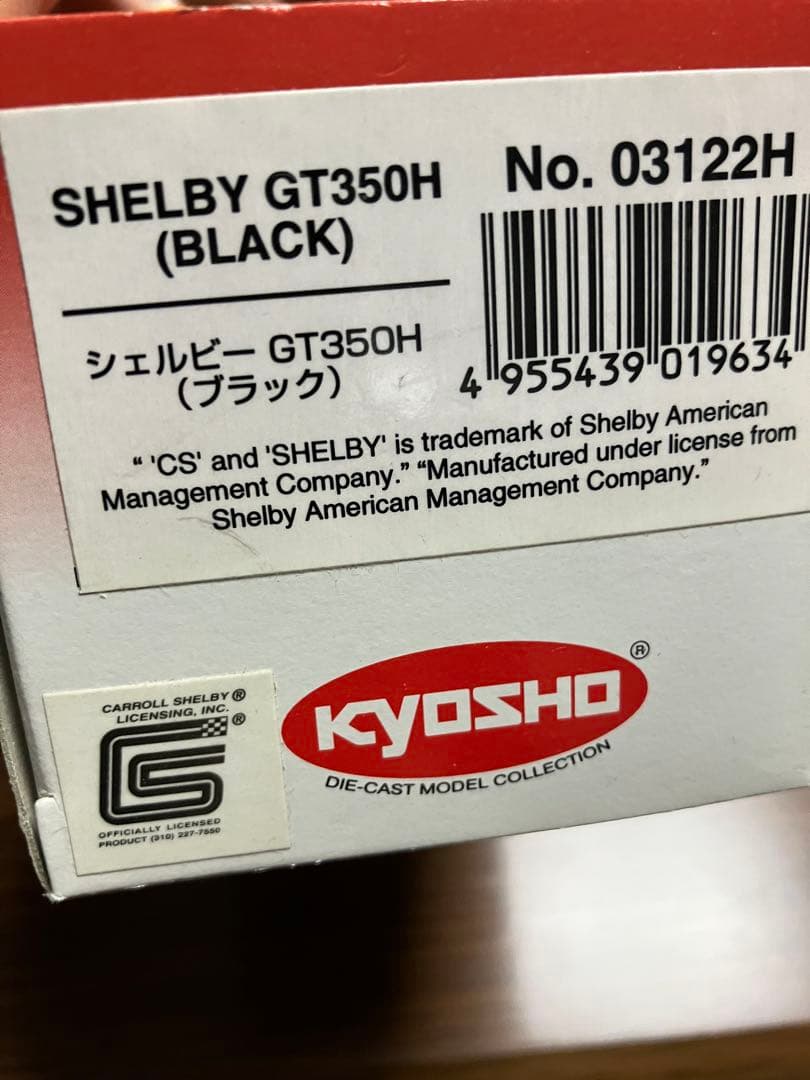 SHELBY GT350H
(BLACK)
No. 03122H
シェルビー GT350H
(ブラック)
4 955439 019634
“ 'CS' and 'SHELBY' is trademark of Shelby American
Management Company.” “Manufactured under license from
Shelby American Management Company.”
CARROLL SHELBY®
LICENSING, INC.
®
CS
OFFICIALLY LICENSED
PRODUCT (310) 227-7550
KYOSHO®
DIE-CAST MODEL COLLECTION